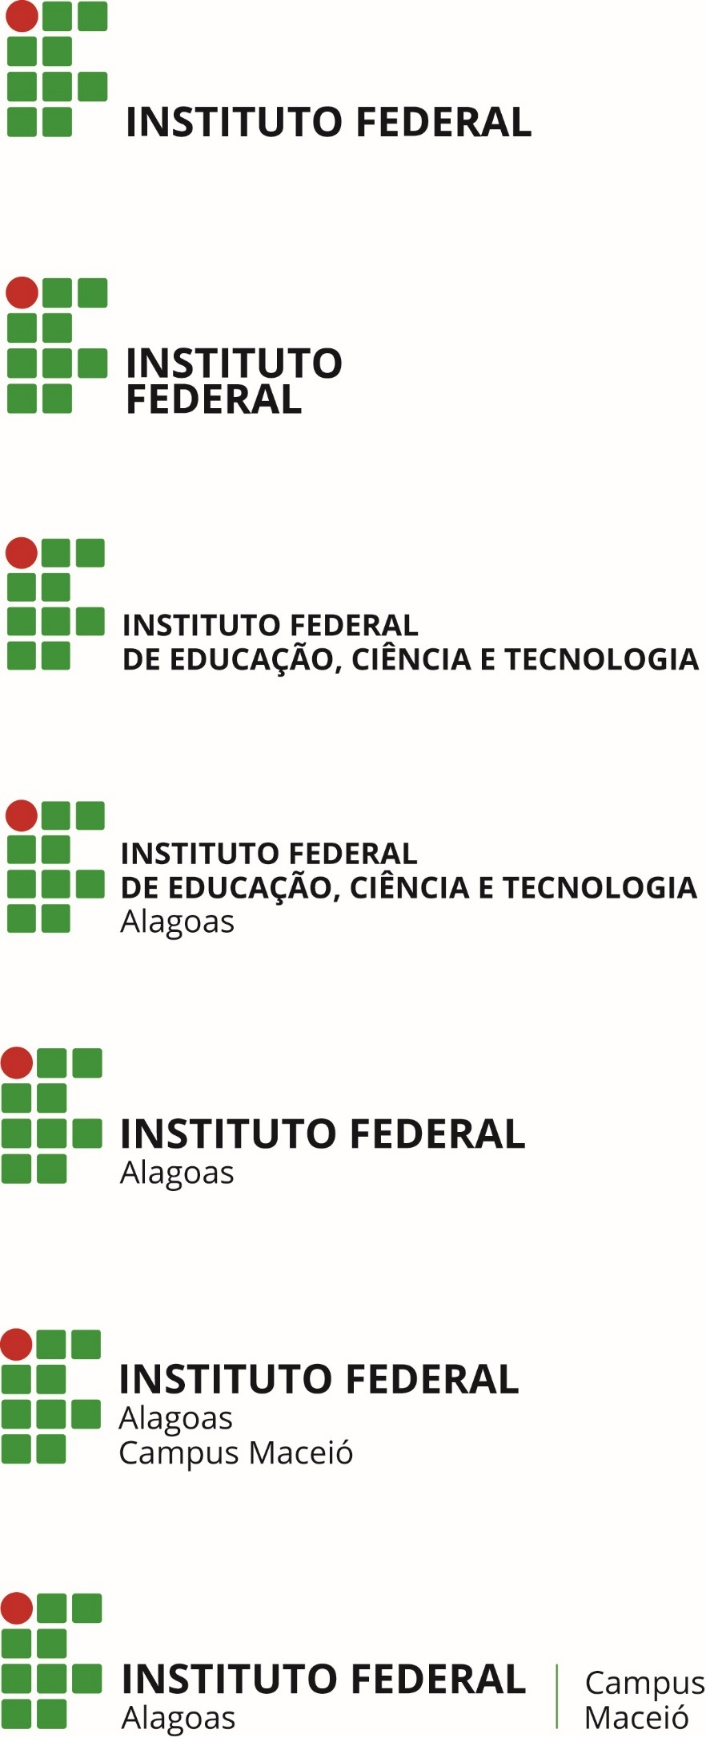 INSTITUTO FEDERAL
INSTITUTO
FEDERAL
INSTITUTO FEDERAL
DE EDUCAÇÃO, CIÊNCIA E TECNOLOGIA
INSTITUTO FEDERAL
DE EDUCAÇÃO, CIÊNCIA E TECNOLOGIA
Alagoas
INSTITUTO FEDERAL
Alagoas
INSTITUTO FEDERAL
Alagoas
Campus Maceió
INSTITUTO FEDERAL
Alagoas
Campus
Maceió